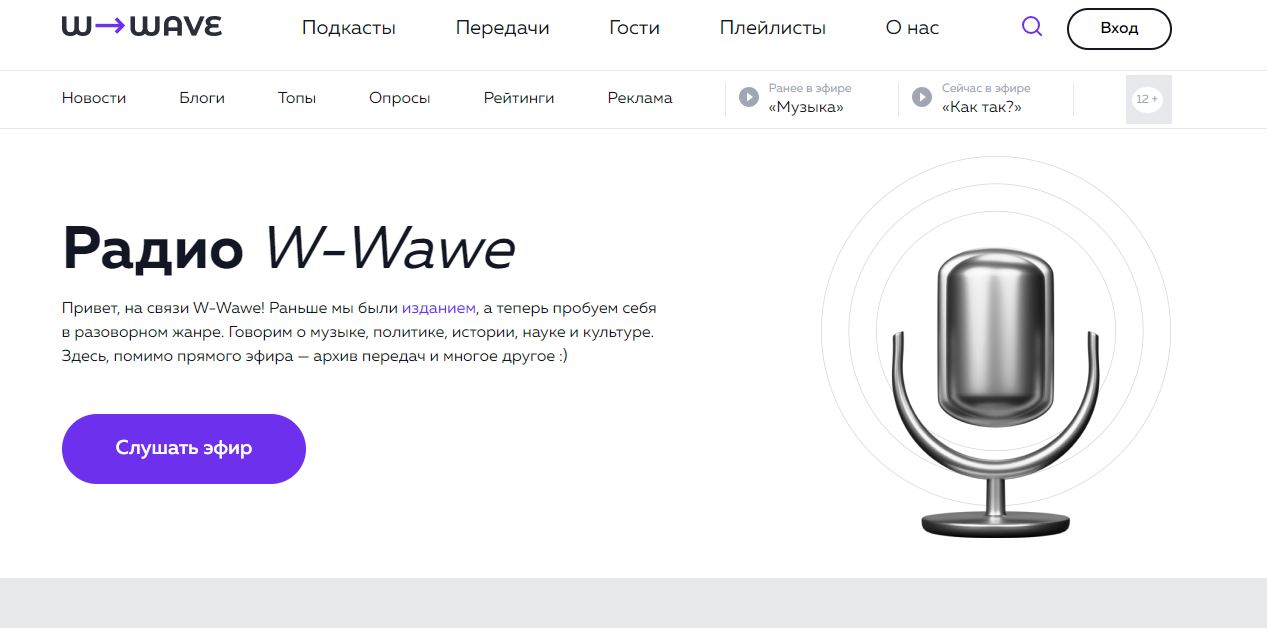 W→WAVE
Подкасты Передачи Гости Плейлисты О нас Вход
Новости Блоги Топы Опросы Рейтинги Реклама
Ранее в эфире
«Музыка»
Сейчас в эфире
«Как так?»
12 +
Радио W-Wawe
Привет, на связи W-Wawe! Раньше мы были изданием, а теперь пробуем себя
в разоворном жанре. Говорим о музыке, политике, истории, науке и культуре.
Здесь, помимо прямого эфира — архив передач и многое другое :)
Слушать эфир